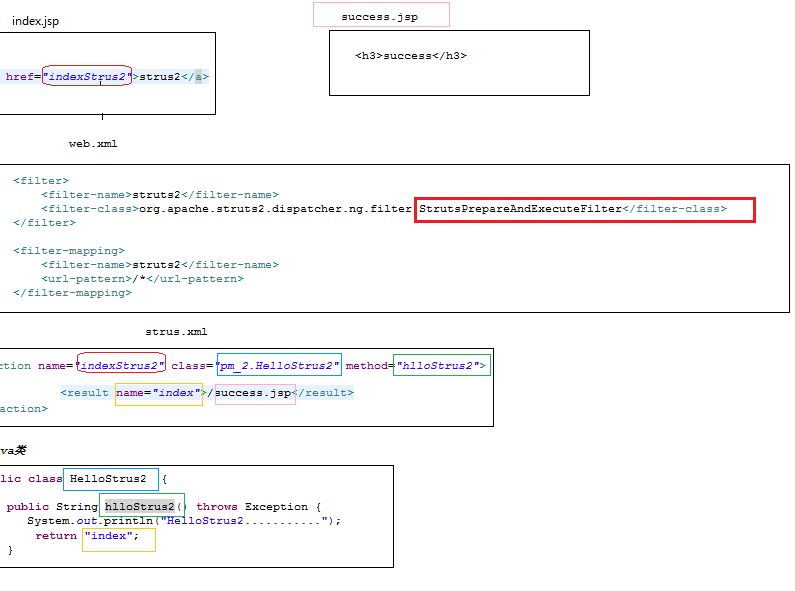 index.jsp
success.jsp
<h3>success</h3>
href="indexStrus2">strus2</a>
web.xml
<filter>
<filter-name>struts2</filter-name>
<filter-class>org.apache.struts2.dispatcher.ng.filter.StrutsPrepareAndExecuteFilter</filter-class>
</filter>
<filter-mapping>
<filter-name>struts2</filter-name>
<url-pattern>/*</url-pattern>
</filter-mapping>
strus.xml
ction name="indexStrus2" class="pm_2.HelloStrus2" method="hlloStrus2">
<result name="index">/success.jsp</result>
action>
va类
lic class HelloStrus2 {
public String hlloStrus2() throws Exception {
System.out.println("HelloStrus2...........");
return "index";
}